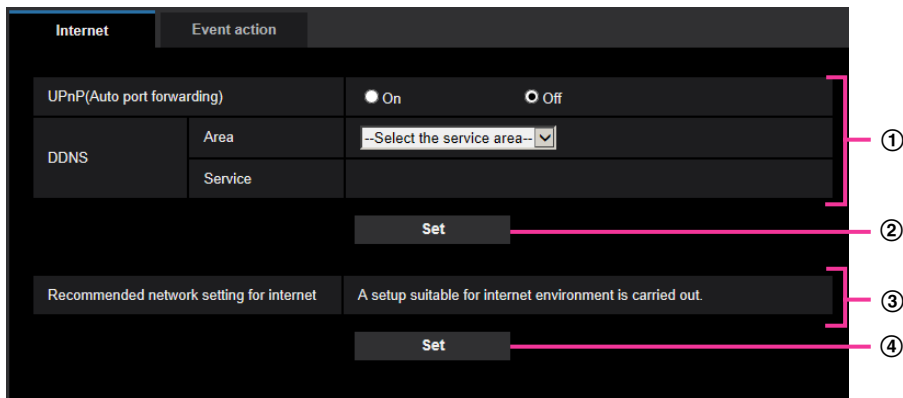 Internet Event action
UPnP(Auto port forwarding) On Off
DDNS Area --Select the service area--
Service
①
Set ②
Recommended network setting for internet A setup suitable for internet environment is carried out. ③
Set ④